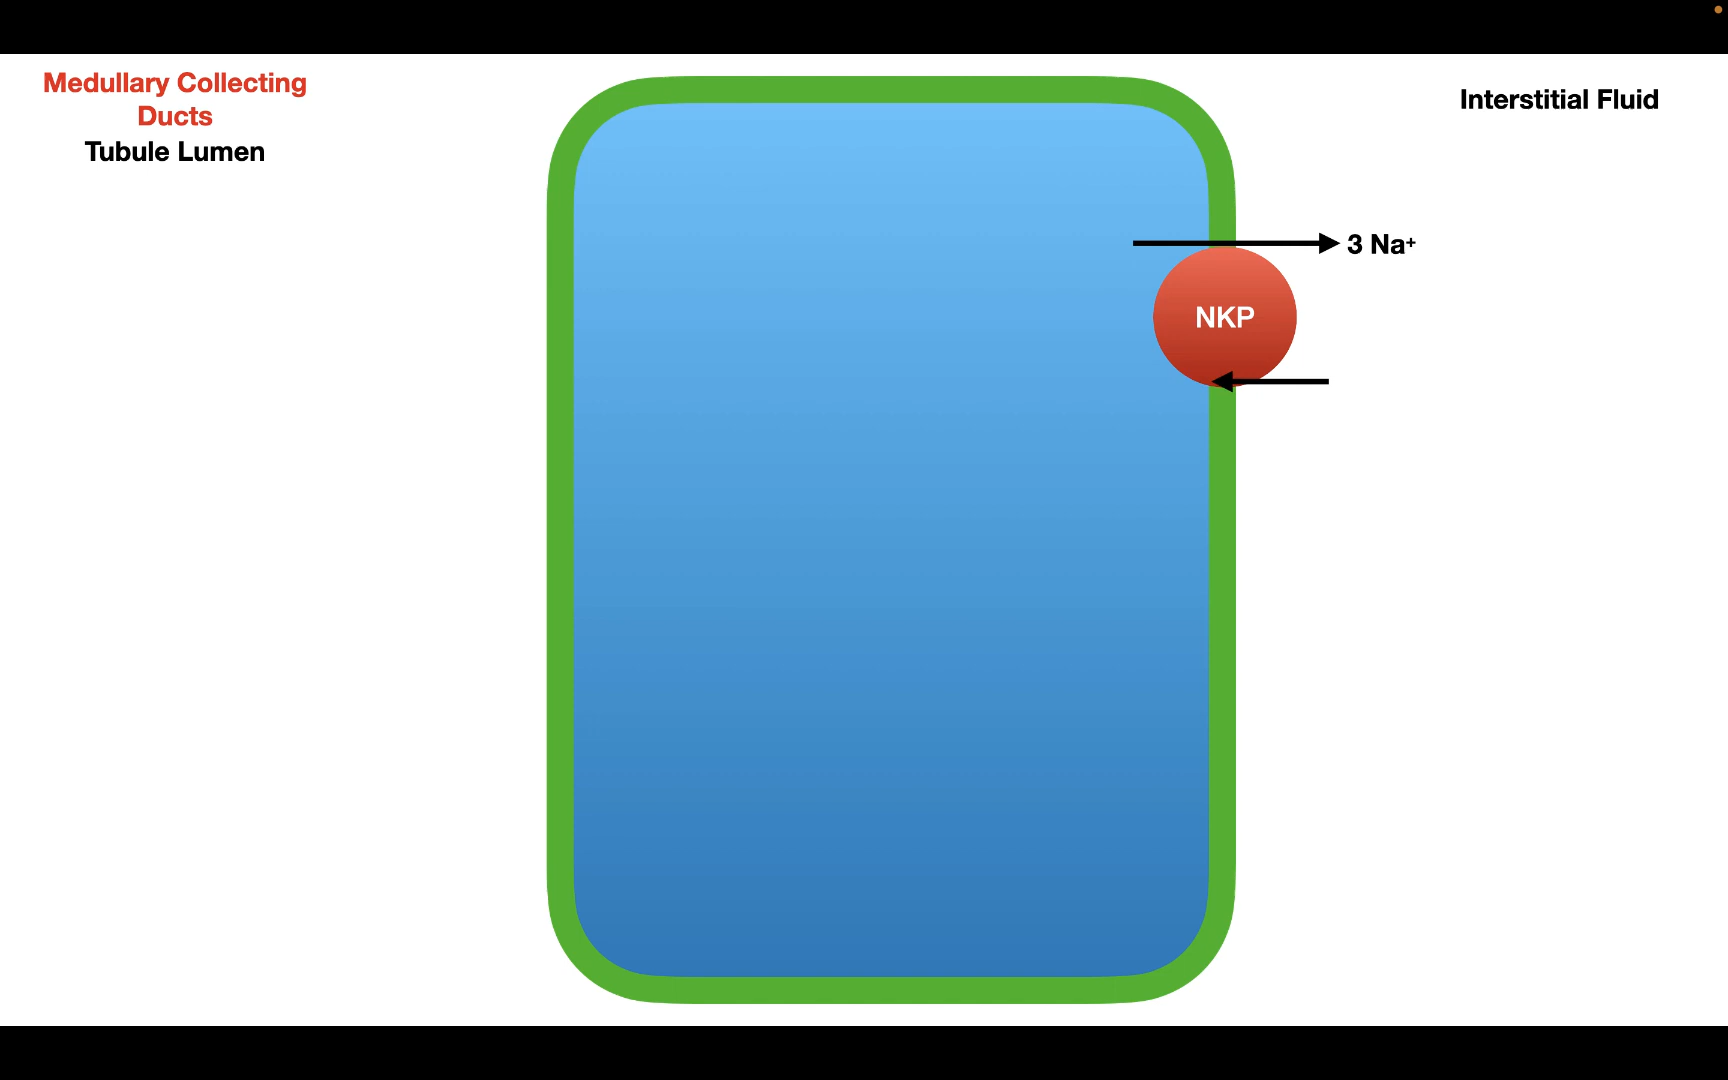 Medullary Collecting
Ducts
Tubule Lumen
Interstitial Fluid
3 Na⁺
NKP